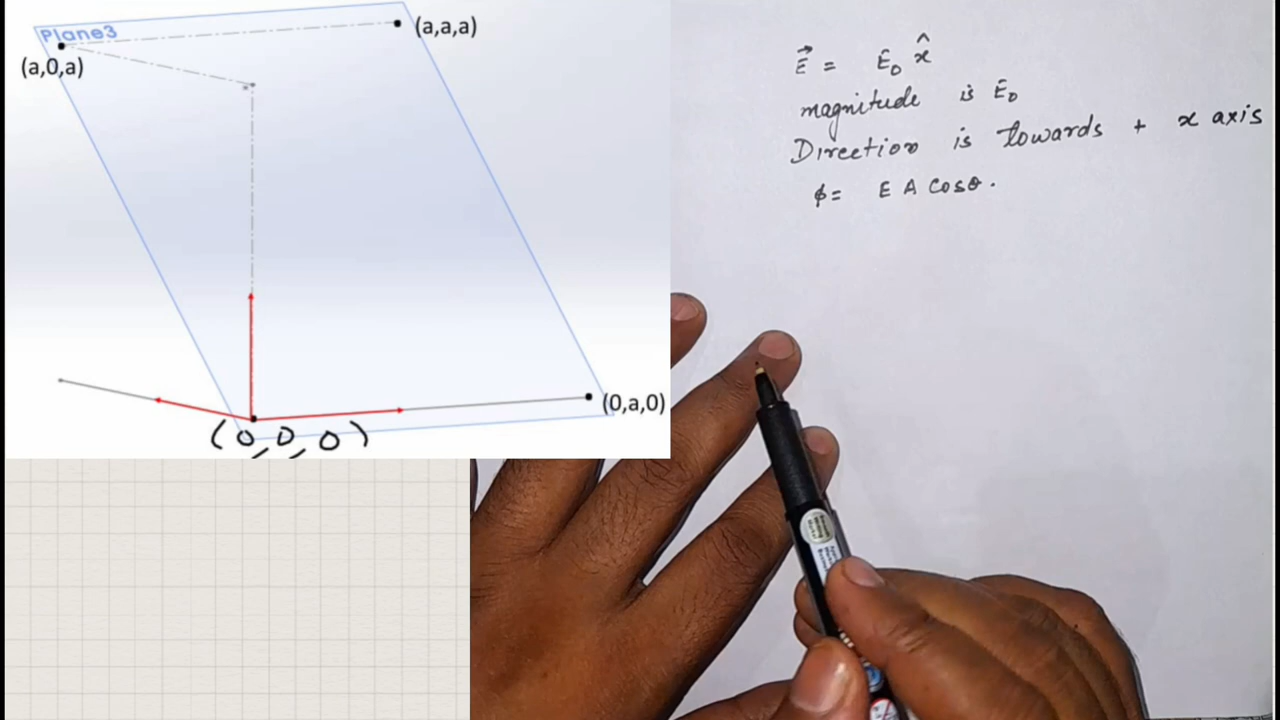 Plane3
(a,a,a)
(a,0,a)
(0,a,0)
(0,0,0)
E⃗ = E₀ x̂
magnitude is E₀
Direction is towards + x axis
ϕ = E A cosθ.